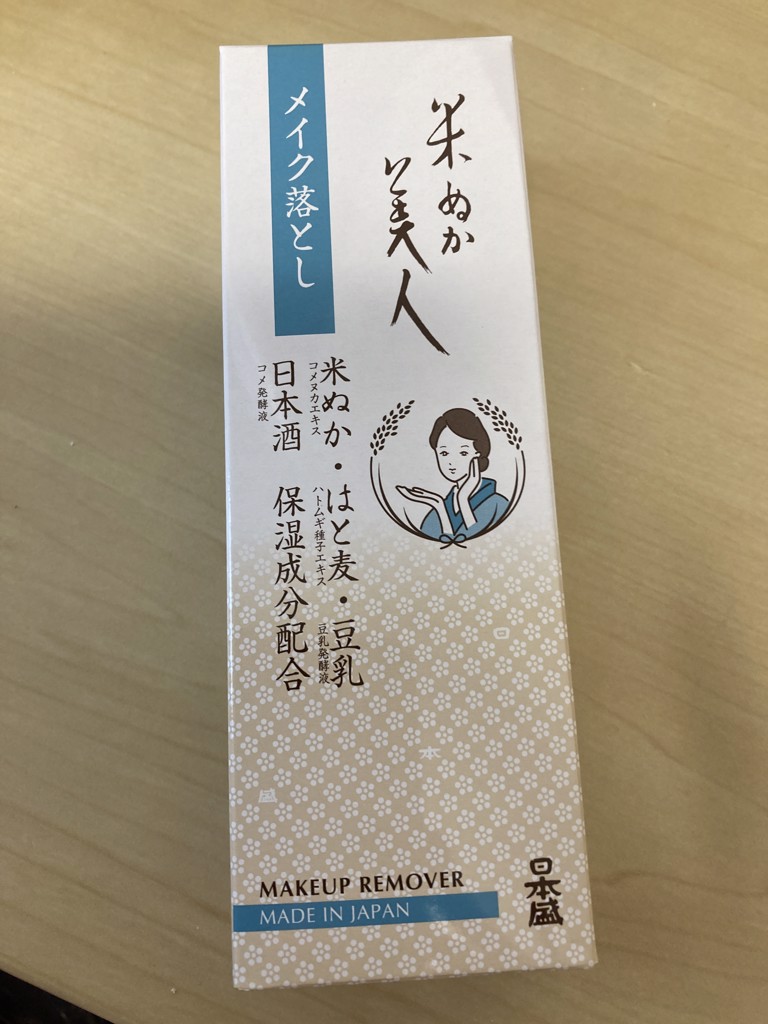 米ぬか
美人
メイク落とし
米ぬか・はと麦・豆乳
コメヌカエキス ハトムギ種子エキス 豆乳発酵液
日本酒 保湿成分配合
コメ発酵液
日
本
盛
MAKEUP REMOVER
MADE IN JAPAN
日本盛